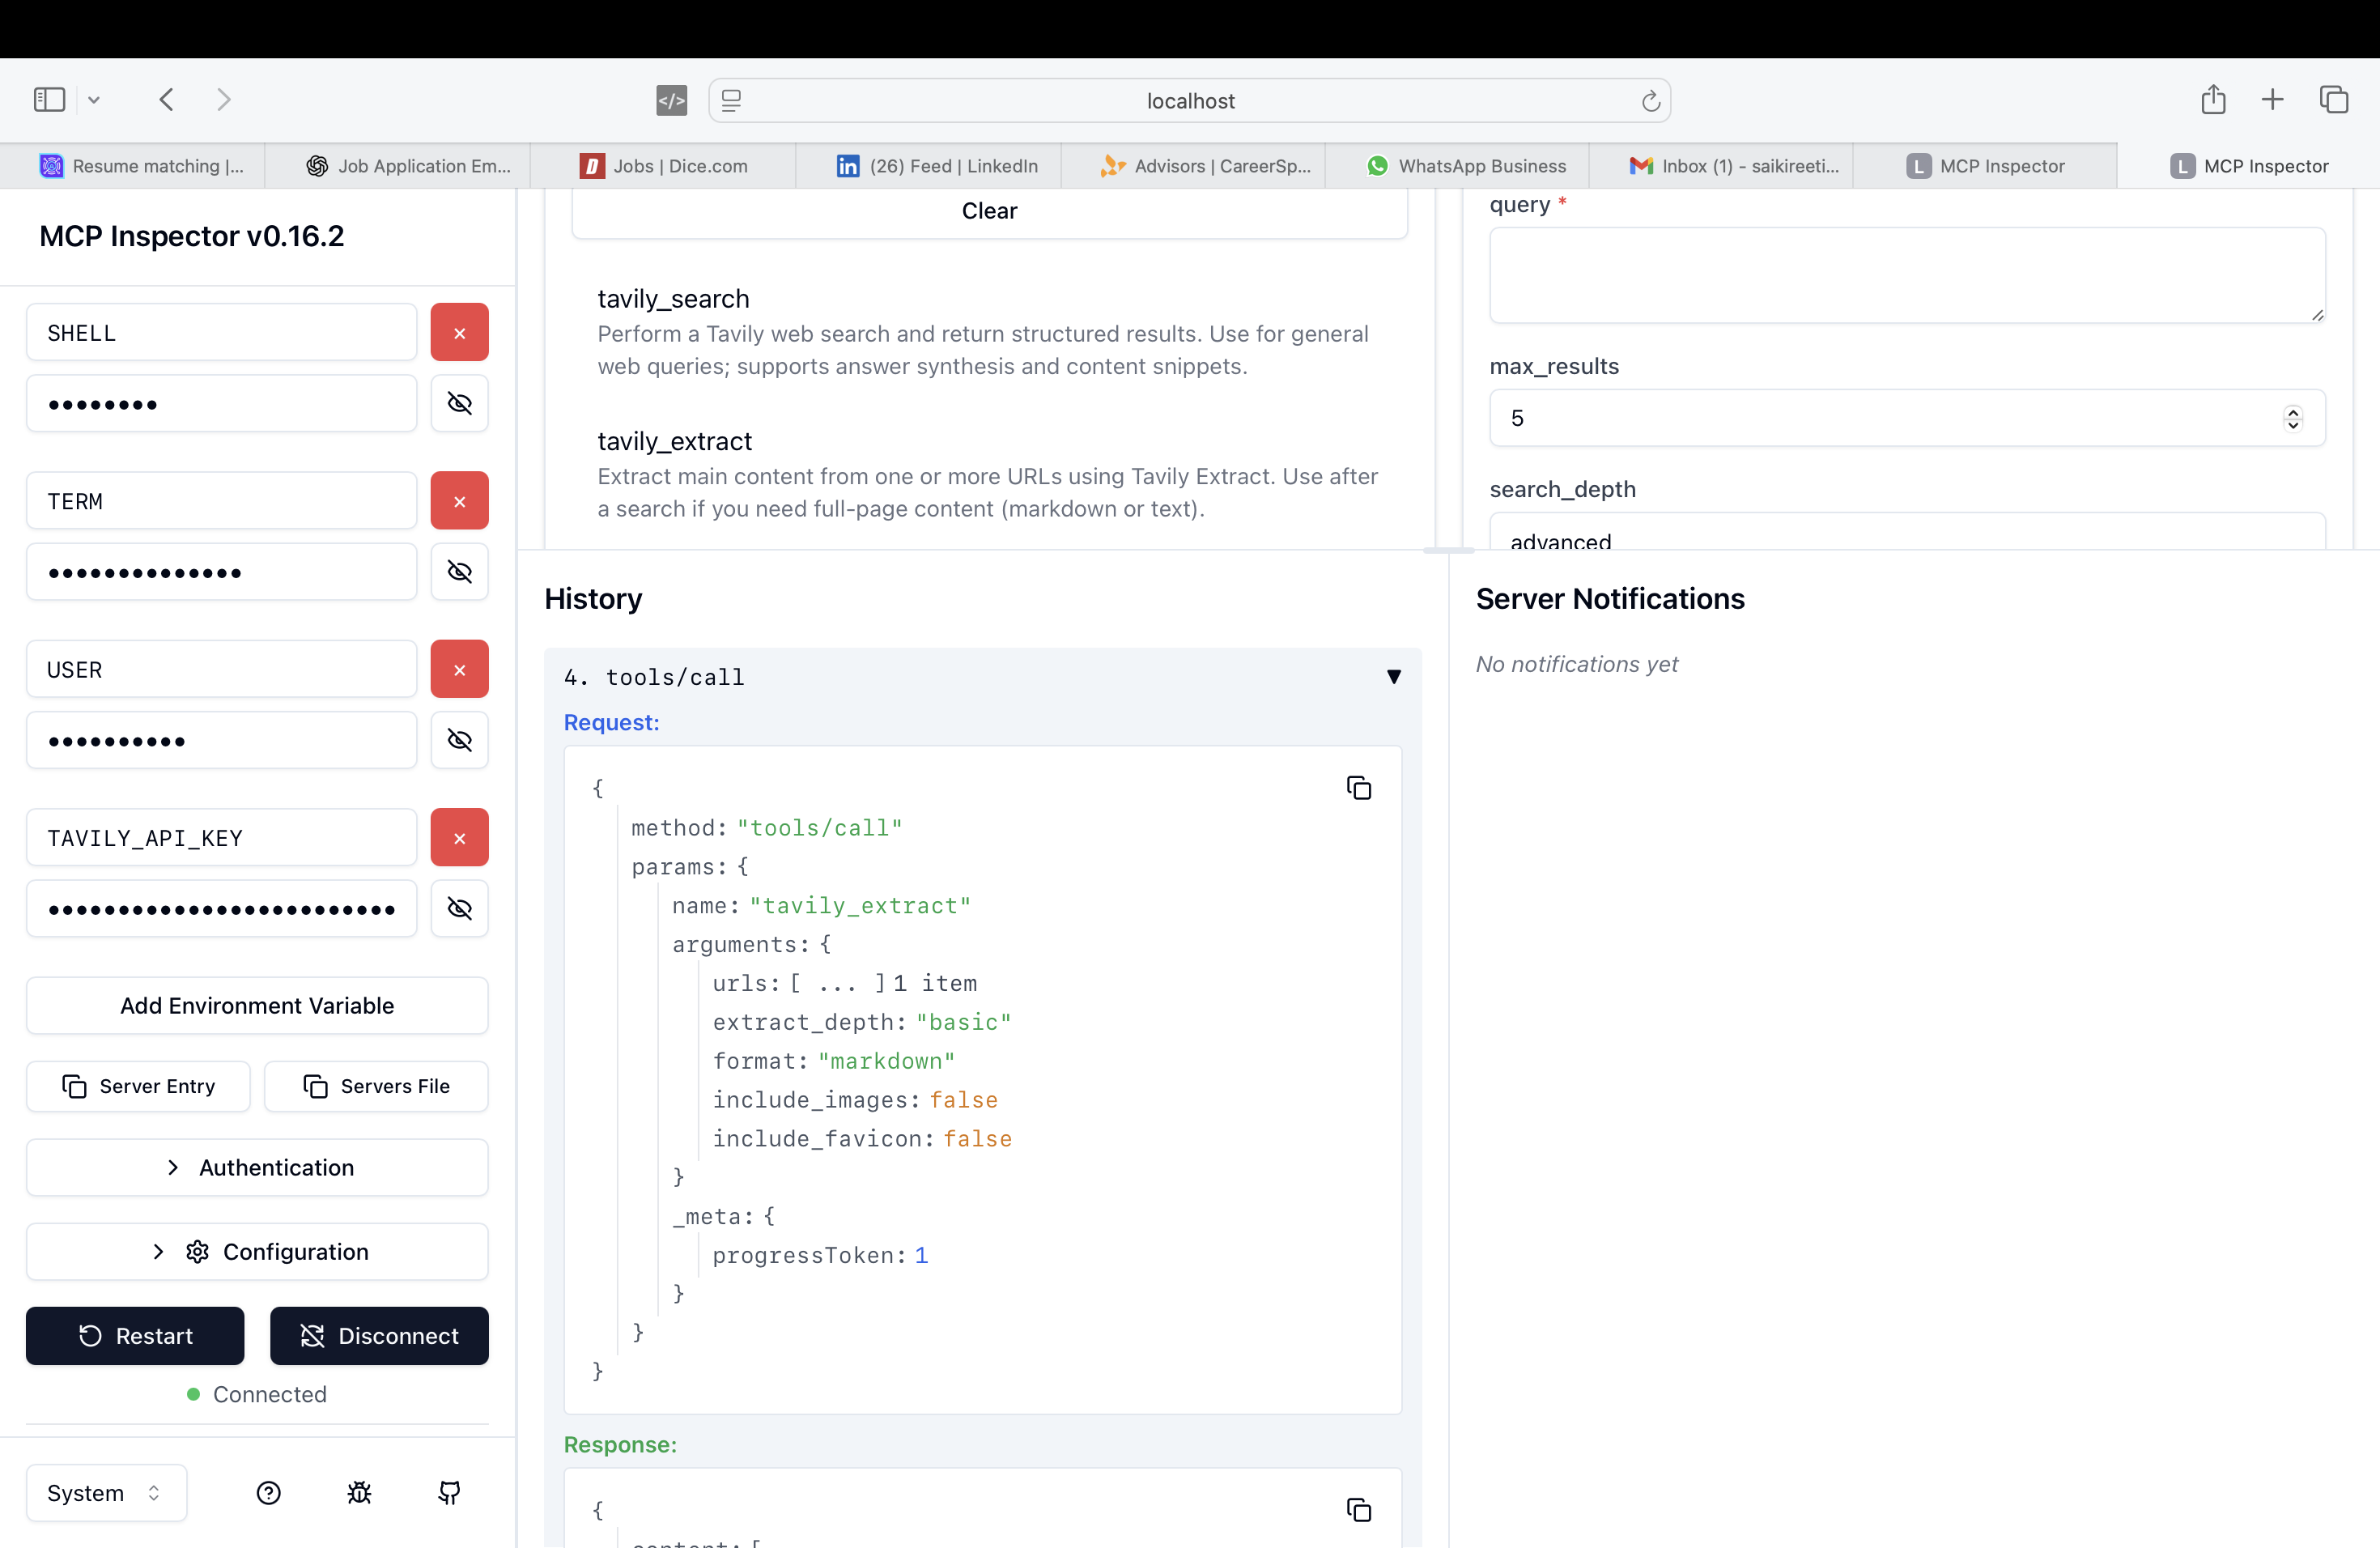 localhost
Resume matching |...
Job Application Em...
Jobs | Dice.com
(26) Feed | LinkedIn
Advisors | CareerSp...
WhatsApp Business
Inbox (1) - saikireeti...
L MCP Inspector
L MCP Inspector
MCP Inspector v0.16.2
SHELL
••••••••
TERM
••••••••••••••
USER
••••••••••
TAVILY_API_KEY
•••••••••••••••••••••••••
Add Environment Variable
Server Entry
Servers File
Authentication
Configuration
Restart
Disconnect
Connected
System
Clear
tavily_search
Perform a Tavily web search and return structured results. Use for general
web queries; supports answer synthesis and content snippets.
tavily_extract
Extract main content from one or more URLs using Tavily Extract. Use after
a search if you need full-page content (markdown or text).
query *
max_results
5
search_depth
advanced
History
4. tools/call
Request:
{
method: "tools/call"
params: {
name: "tavily_extract"
arguments: {
urls: [ ... ] 1 item
extract_depth: "basic"
format: "markdown"
include_images: false
include_favicon: false
}
_meta: {
progressToken: 1
}
}
}
Response:
{
content: [
Server Notifications
No notifications yet